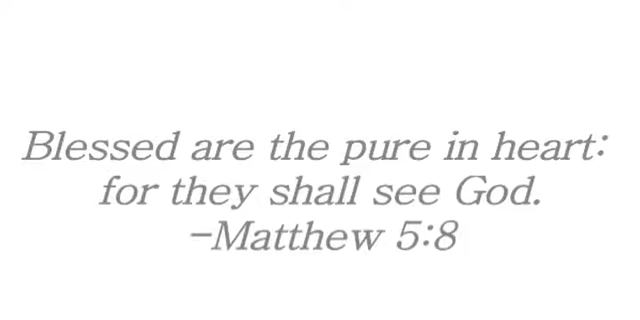 Blessed are the pure in heart:
for they shall see God.
-Matthew 5:8